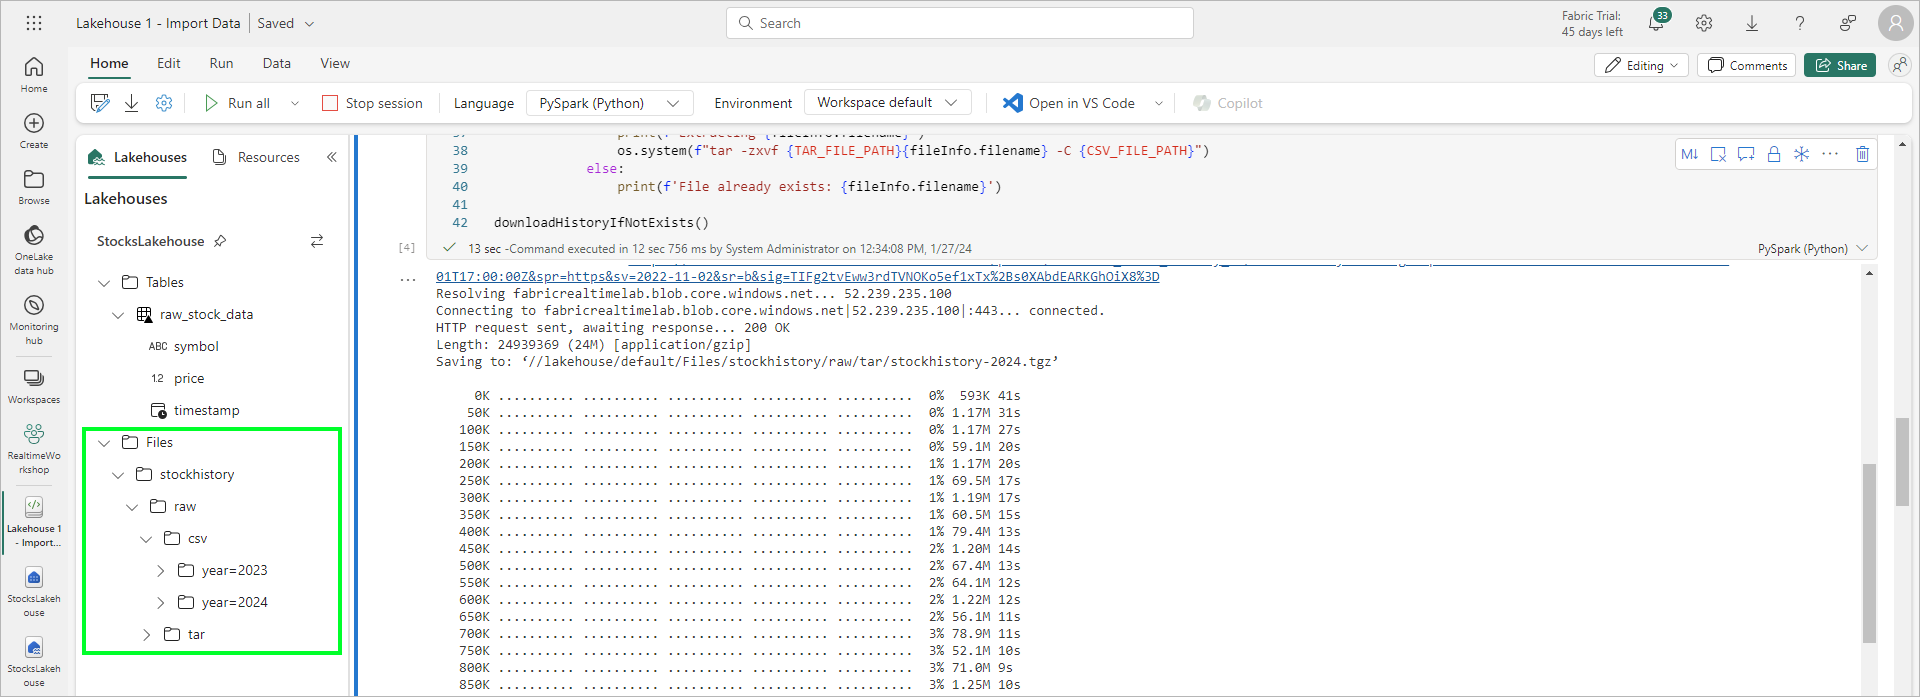 Lakehouse 1 - Import Data
Saved
Search
Fabric Trial:
45 days left
33
Home
Edit
Run
Data
View
Editing
Comments
Share
Run all
Stop session
Language
PySpark (Python)
Environment
Workspace default
Open in VS Code
Copilot
Home
Create
Browse
OneLake
data hub
Monitoring
hub
Workspaces
RealtimeWo
rkshop
Lakehouse 1
- Import...
StocksLakeh
ouse
StocksLakeh
ouse
Lakehouses
Resources
Lakehouses
StocksLakehouse
Tables
raw_stock_data
ABC symbol
1.2 price
timestamp
Files
stockhistory
raw
csv
year=2023
year=2024
tar
37 print(f'Extracting {fileInfo.filename}')
38 os.system(f"tar -zxvf {TAR_FILE_PATH}{fileInfo.filename} -C {CSV_FILE_PATH}")
39 else:
40 print(f'File already exists: {fileInfo.filename}')
41
42 downloadHistoryIfNotExists()
M↓
[4]
13 sec -Command executed in 12 sec 756 ms by System Administrator on 12:34:08 PM, 1/27/24
PySpark (Python)
01T17:00:00Z&spr=https&sv=2022-11-02&sr=b&sig=TIFg2tvEww3rdTVNOKo5ef1xTx%2Bs0XAbdEARKGhOiX8%3D
Resolving fabricrealtimelab.blob.core.windows.net... 52.239.235.100
Connecting to fabricrealtimelab.blob.core.windows.net|52.239.235.100|:443... connected.
HTTP request sent, awaiting response... 200 OK
Length: 24939369 (24M) [application/gzip]
Saving to: ‘//lakehouse/default/Files/stockhistory/raw/tar/stockhistory-2024.tgz’
0K .......... .......... .......... .......... .......... 0% 593K 41s
50K .......... .......... .......... .......... .......... 0% 1.17M 31s
100K .......... .......... .......... .......... .......... 0% 1.17M 27s
150K .......... .......... .......... .......... .......... 0% 59.1M 20s
200K .......... .......... .......... .......... .......... 1% 1.17M 20s
250K .......... .......... .......... .......... .......... 1% 69.5M 17s
300K .......... .......... .......... .......... .......... 1% 1.19M 17s
350K .......... .......... .......... .......... .......... 1% 60.5M 15s
400K .......... .......... .......... .......... .......... 1% 79.4M 13s
450K .......... .......... .......... .......... .......... 2% 1.20M 14s
500K .......... .......... .......... .......... .......... 2% 67.4M 13s
550K .......... .......... .......... .......... .......... 2% 64.1M 12s
600K .......... .......... .......... .......... .......... 2% 1.22M 12s
650K .......... .......... .......... .......... .......... 2% 56.1M 11s
700K .......... .......... .......... .......... .......... 3% 78.9M 11s
750K .......... .......... .......... .......... .......... 3% 52.1M 10s
800K .......... .......... .......... .......... .......... 3% 71.0M 9s
850K .......... .......... .......... .......... .......... 3% 1.25M 10s